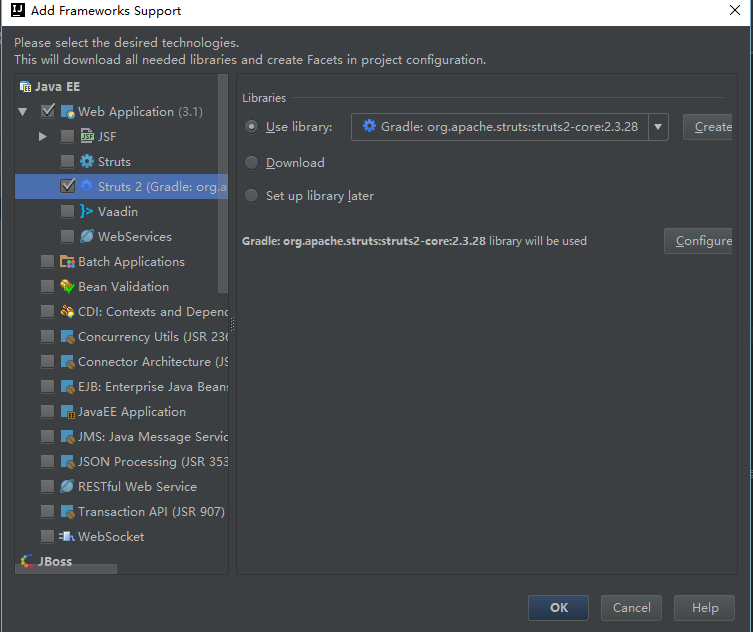 Add Frameworks Support
Please select the desired technologies.
This will download all needed libraries and create Facets in project configuration.
Java EE
Web Application (3.1)
JSF
Struts
Struts 2 (Gradle: org.a
Vaadin
WebServices
Batch Applications
Bean Validation
CDI: Contexts and Depend
Concurrency Utils (JSR 236
Connector Architecture (JS
EJB: Enterprise Java Beans
JavaEE Application
JMS: Java Message Servic
JSON Processing (JSR 353
RESTful Web Service
Transaction API (JSR 907)
WebSocket
JBoss
Libraries
Use library:
Gradle: org.apache.struts:struts2-core:2.3.28
Create
Download
Set up library later
Gradle: org.apache.struts:struts2-core:2.3.28 library will be used
Configure
OK
Cancel
Help